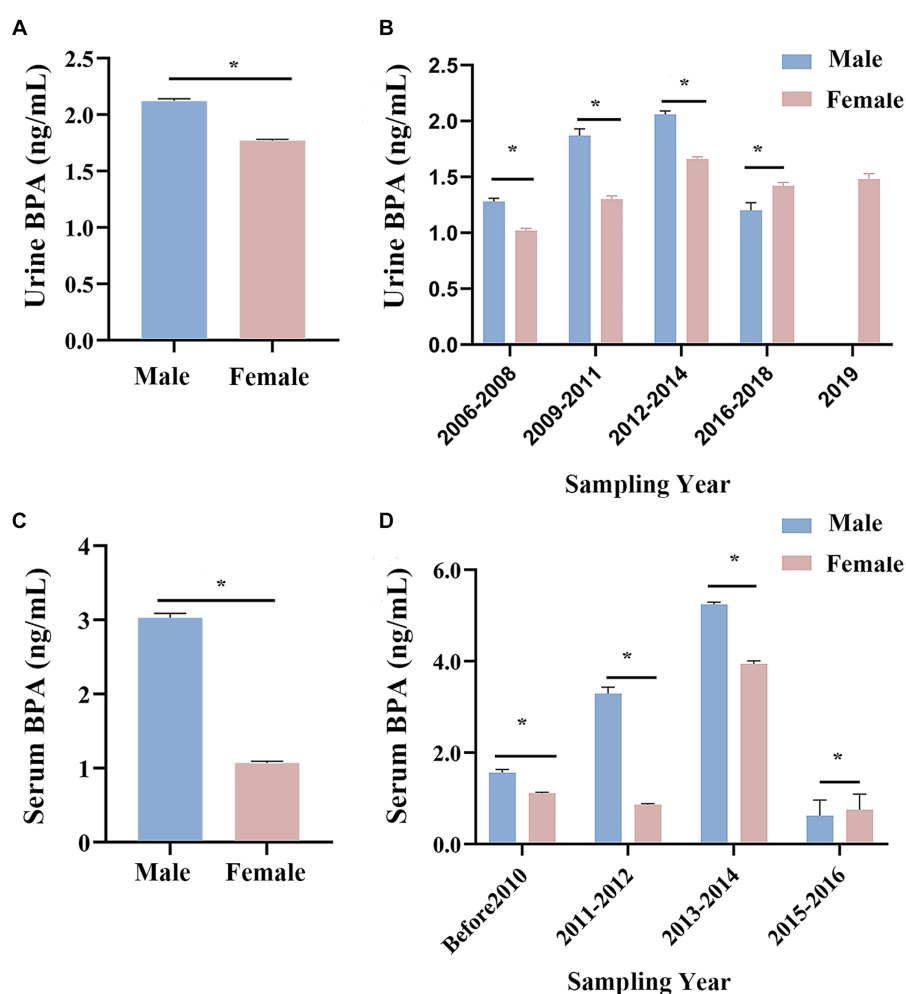 A
Urine BPA (ng/mL)
2.5
2.0
1.5
1.0
0.5
0.0
*
Male Female
B
Urine BPA (ng/mL)
2.5
2.0
1.5
1.0
0.5
0.0
* * * *
Male
Female
2006-2008 2009-2011 2012-2014 2016-2018 2019
Sampling Year
C
Serum BPA (ng/mL)
4
3
2
1
0
*
Male Female
D
Serum BPA (ng/mL)
6.0
4.0
2.0
0.0
* * * *
Male
Female
Before2010 2011-2012 2013-2014 2015-2016
Sampling Year